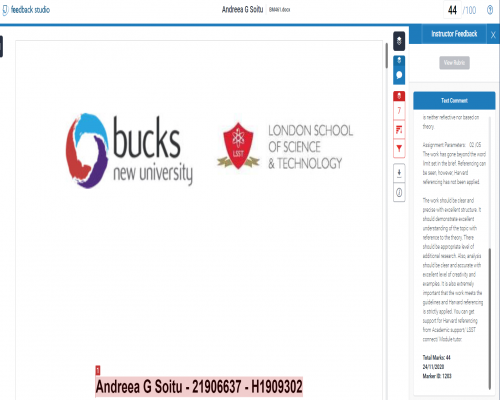 feedback studio
Andreea G Soitu
BM461.docx
44 /100
?
Instructor Feedback
X
View Rubric
Text Comment
is neither reflective nor based on
theory.
Assignment Parameters: 02 /05
The work has gone beyond the word
limit set in the brief. Referencing can
be seen, however Harvard
referencing has not been applied.
The work should be clear and
precise with excellent structure. It
should demonstrate excellent
understanding of the topic with
reference to the theory. There
should be appropriate level of
additional research. Also, analysis
should be clear and accurate with
excellent level of creativity and
examples. It is also extremely
important that the work meets the
guidelines and Harvard referencing
is strictly applied. You can get
support for Harvard referencing
from Academic support/ LSST
connect/ Module tutor.
Total Marks: 44
24/11/2020
Marker ID: 1203
7
bucks
new university
LSST
LONDON SCHOOL
OF SCIENCE
& TECHNOLOGY
Andreea G Soitu - 21906637 - H1909302